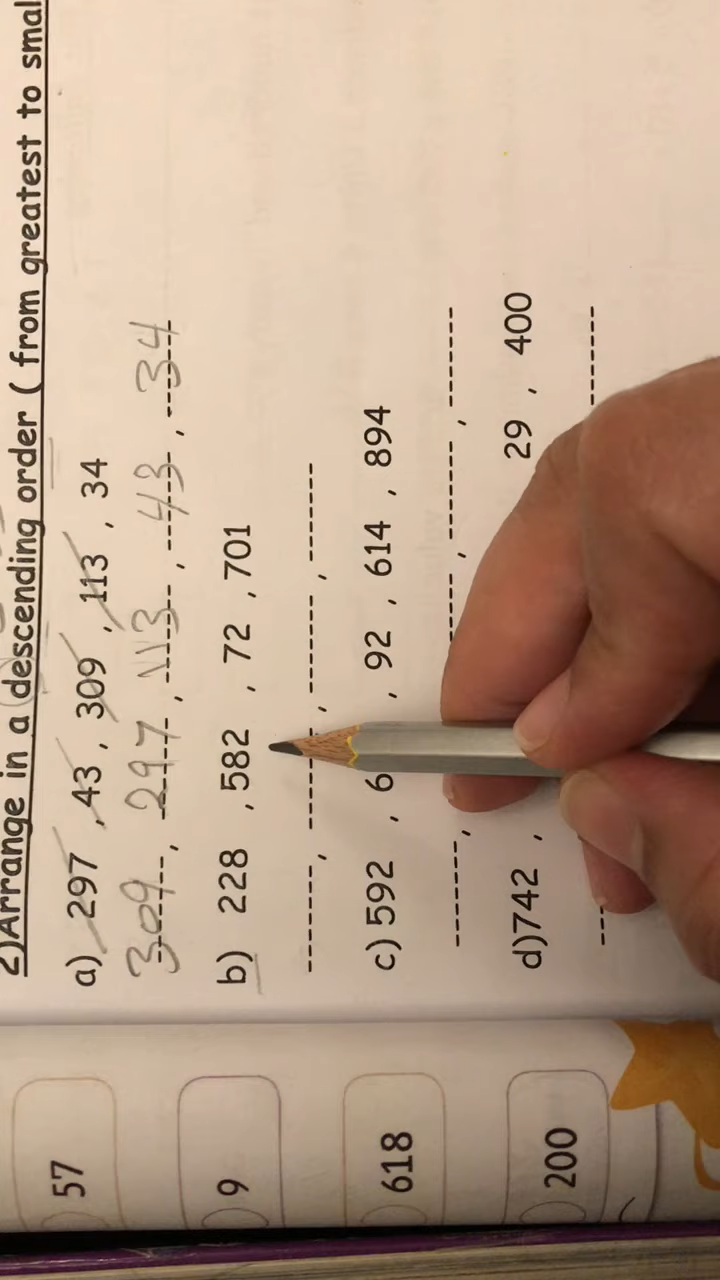 2)Arrange in a descending order ( from greatest to
a) 297 , 43 , 309 , 113 , 34
309 , 297 , 113 , 43 , 34
b) 228 , 582 , 72 , 701
--------, --------, --------, --------
c) 592 , 6 , 92 , 614 , 894
--------, --------, --------, --------
d)742 , 29 , 400
57
9
618
200